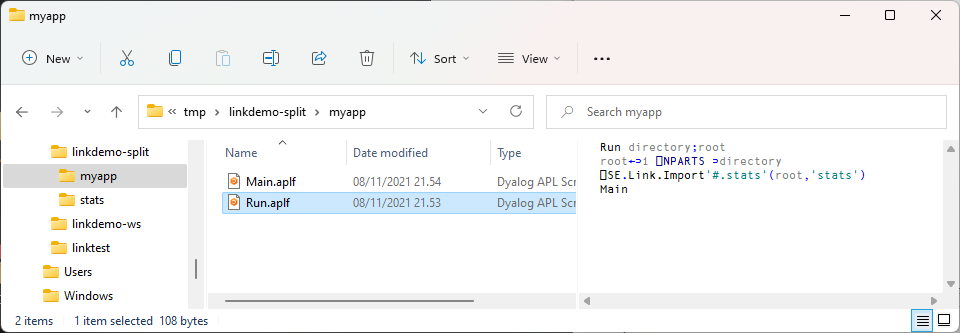 myapp
New Sort View
« tmp linkdemo-split myapp Search myapp
linkdemo-split
myapp
stats
linkdemo-ws
linktest
Users
Windows
Name Date modified Type
Main.aplf 08/11/2021 21.54 Dyalog APL Scr
Run.aplf 08/11/2021 21.53 Dyalog APL Scr
Run directory;root
root←⊃1 ⎕NPARTS ⊃directory
⎕SE.Link.Import'#.stats'(root,'stats')
Main
2 items 1 item selected 108 bytes